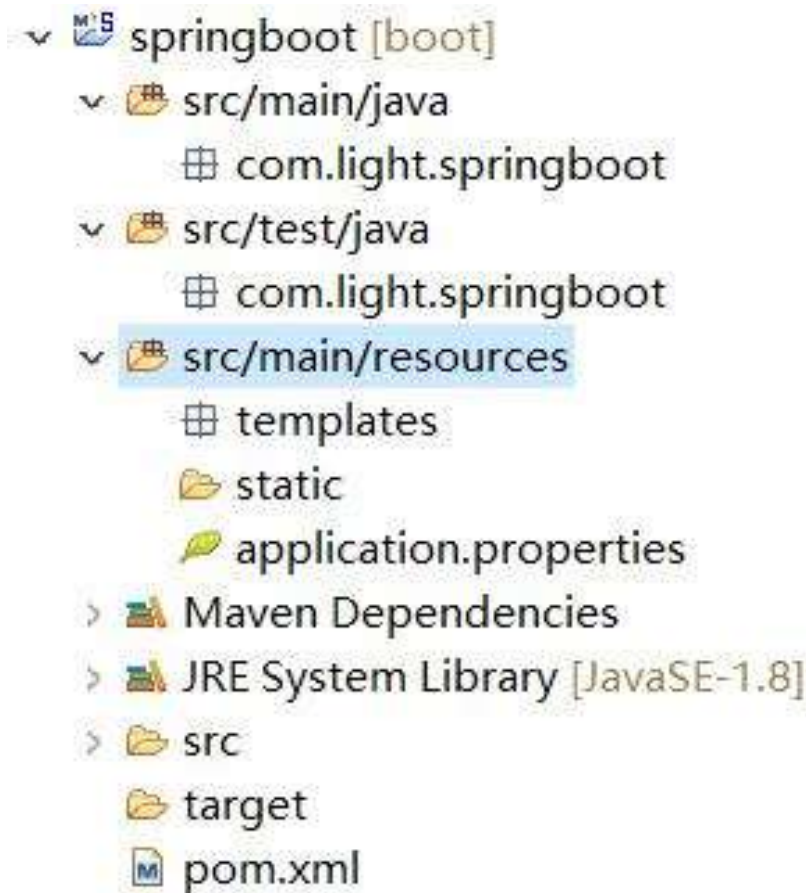 springboot [boot]
src/main/java
com.light.springboot
src/test/java
com.light.springboot
src/main/resources
templates
static
application.properties
Maven Dependencies
JRE System Library [JavaSE-1.8]
src
target
pom.xml